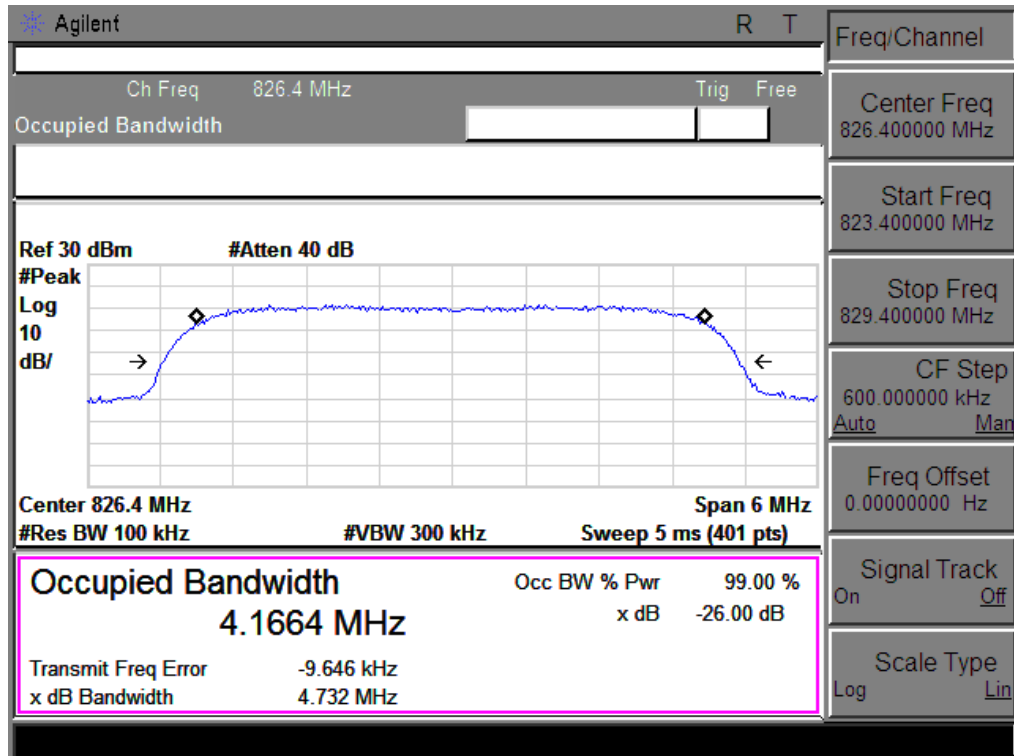 Agilent R T
Freq/Channel
Ch Freq 826.4 MHz Trig Free
Occupied Bandwidth
Center Freq
826.400000 MHz
Start Freq
823.400000 MHz
Stop Freq
829.400000 MHz
CF Step
600.000000 kHz
Auto Man
Freq Offset
0.00000000 Hz
Signal Track
On Off
Scale Type
Log Lin
Ref 30 dBm #Atten 40 dB
#Peak
Log
10
dB/
Center 826.4 MHz Span 6 MHz
#Res BW 100 kHz #VBW 300 kHz Sweep 5 ms (401 pts)
Occupied Bandwidth Occ BW % Pwr 99.00 %
4.1664 MHz x dB -26.00 dB
Transmit Freq Error -9.646 kHz
x dB Bandwidth 4.732 MHz